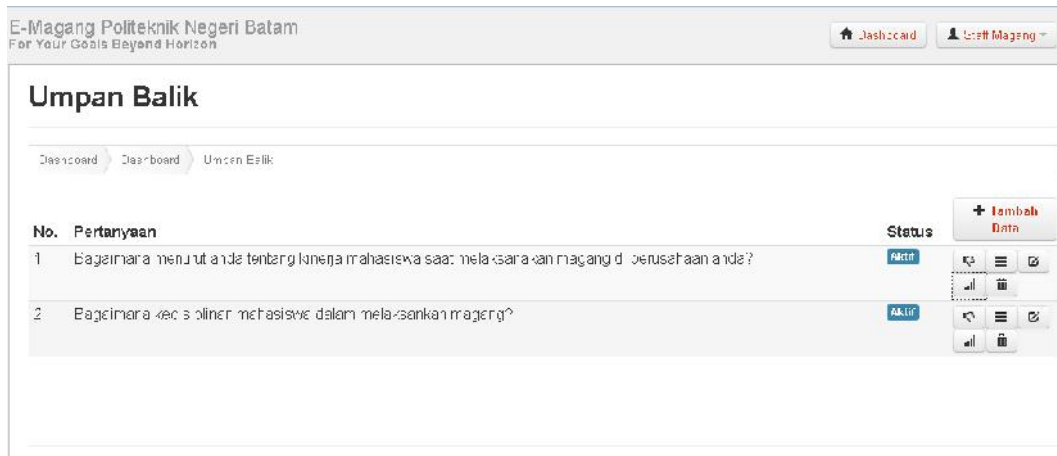 E-Magang Politeknik Negeri Batam
For Your Goals Beyond Horizon
Dashboard
Staff Magang
Umpan Balik
Dashboard
Dashboard
Umpan Balik
No.
Pertanyaan
Status
+ Tambah
Data
1
Bagaimana menurut anda tentang kinerja mahasiswa saat melaksanakan magang di perusahaan anda?
Aktif
2
Bagaimana kedisiplinan mahasiswa dalam melaksankan magang?
Aktif